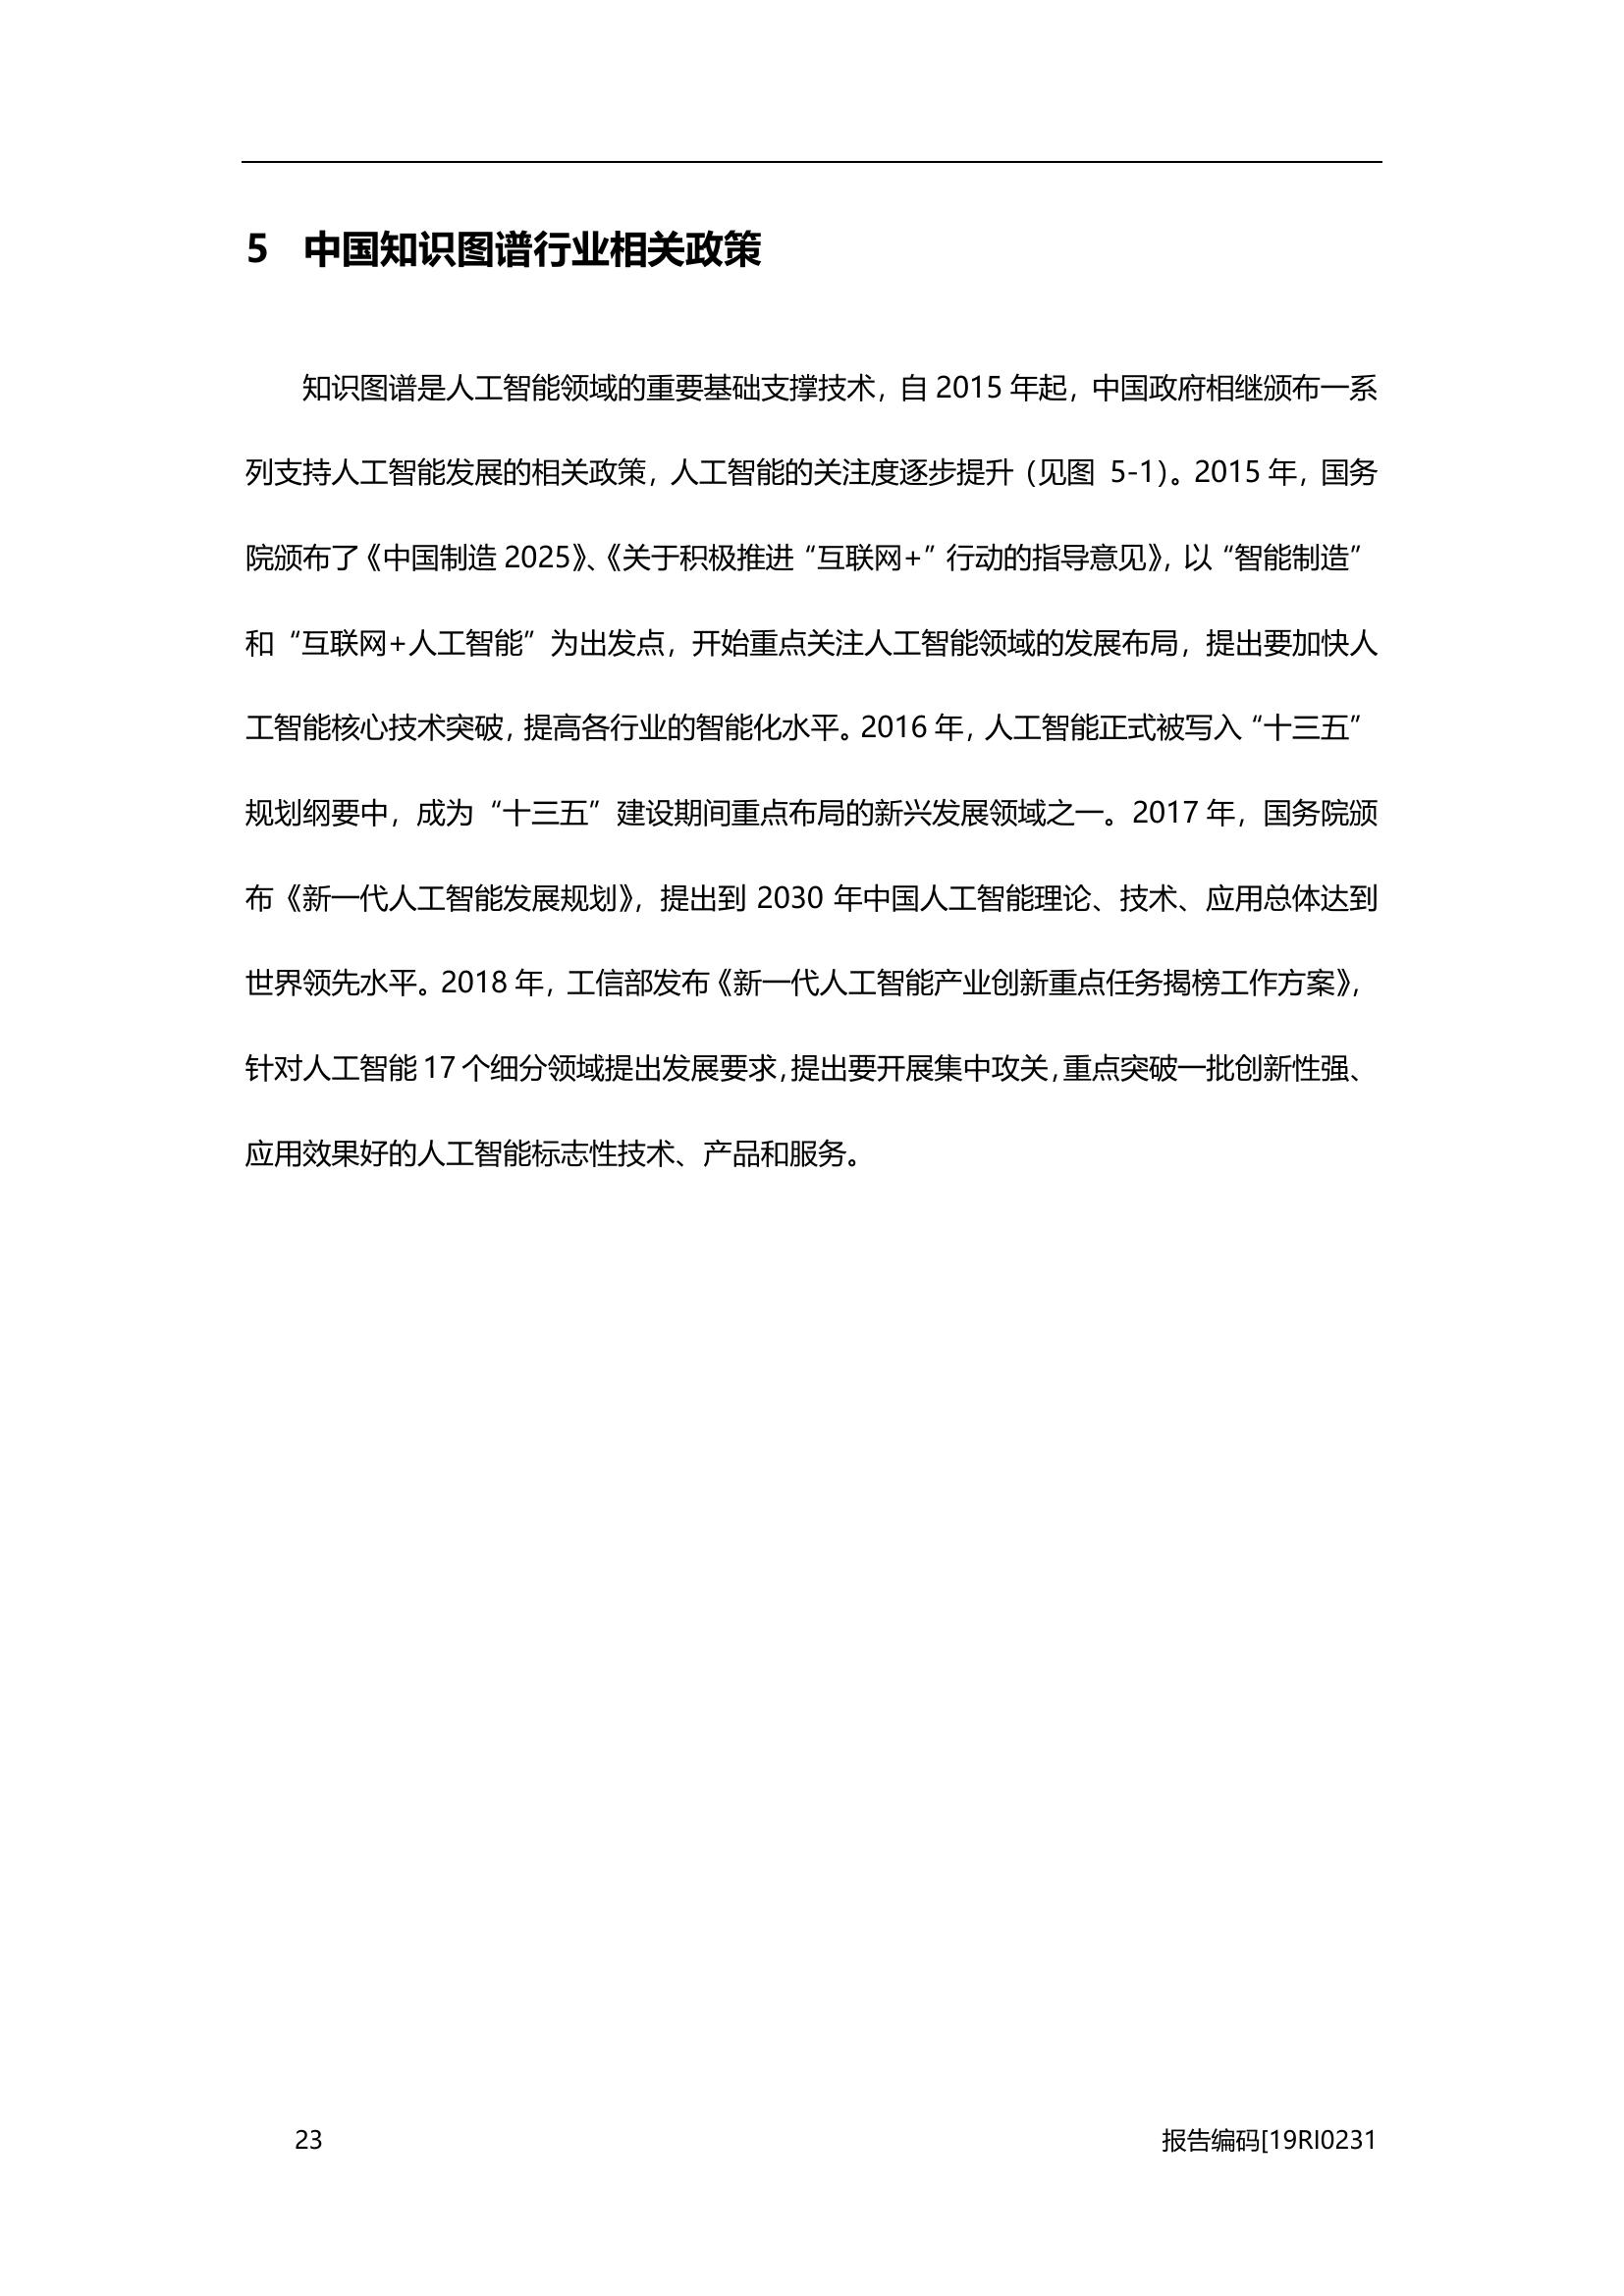 5 中国知识图谱行业相关政策
知识图谱是人工智能领域的重要基础支撑技术，自 2015 年起，中国政府相继颁布一系
列支持人工智能发展的相关政策，人工智能的关注度逐步提升（见图 5-1）。2015 年，国务
院颁布了《中国制造 2025》、《关于积极推进“互联网+”行动的指导意见》，以“智能制造”
和“互联网+人工智能”为出发点，开始重点关注人工智能领域的发展布局，提出要加快人
工智能核心技术突破，提高各行业的智能化水平。2016 年，人工智能正式被写入“十三五”
规划纲要中，成为“十三五”建设期间重点布局的新兴发展领域之一。2017 年，国务院颁
布《新一代人工智能发展规划》，提出到 2030 年中国人工智能理论、技术、应用总体达到
世界领先水平。2018 年，工信部发布《新一代人工智能产业创新重点任务揭榜工作方案》，
针对人工智能 17 个细分领域提出发展要求，提出要开展集中攻关，重点突破一批创新性强、
应用效果好的人工智能标志性技术、产品和服务。
23 报告编码[19RI0231